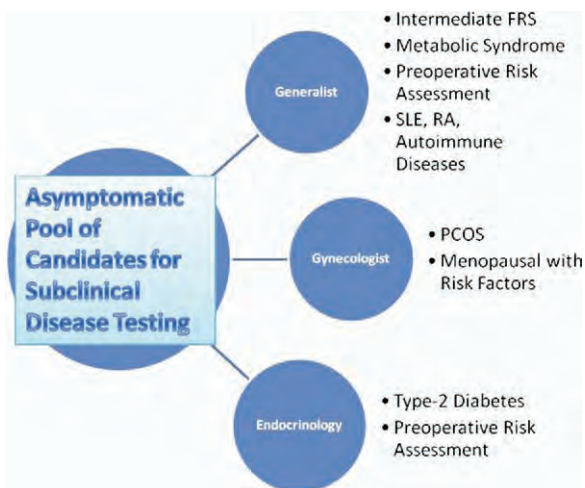 Asymptomatic
Pool of
Candidates for
Subclinical
Disease Testing
Generalist
• Intermediate FRS
• Metabolic Syndrome
• Preoperative Risk
Assessment
• SLE, RA,
Autoimmune
Diseases
Gynecologist
• PCOS
• Menopausal with
Risk Factors
Endocrinology
• Type-2 Diabetes
• Preoperative Risk
Assessment